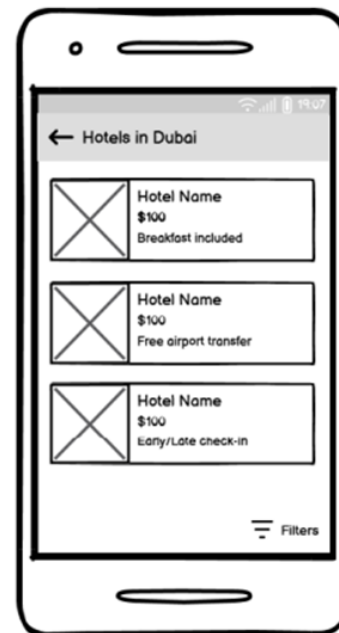 19:07
← Hotels in Dubai
Hotel Name
$100
Breakfast included
Hotel Name
$100
Free airport transfer
Hotel Name
$100
Early/Late check-in
Filters